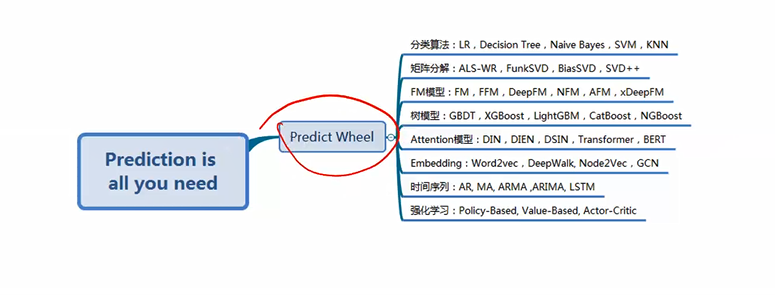 Prediction is
all you need
Predict Wheel
分类算法：LR，Decision Tree，Naive Bayes，SVM，KNN
矩阵分解：ALS-WR，FunkSVD，BiasSVD，SVD++
FM模型：FM，FFM，DeepFM，NFM，AFM，xDeepFM
树模型：GBDT，XGBoost，LightGBM，CatBoost，NGBoost
Attention模型：DIN，DIEN，DSIN，Transformer，BERT
Embedding：Word2vec，DeepWalk，Node2Vec，GCN
时间序列：AR, MA, ARMA ,ARIMA, LSTM
强化学习：Policy-Based, Value-Based, Actor-Critic